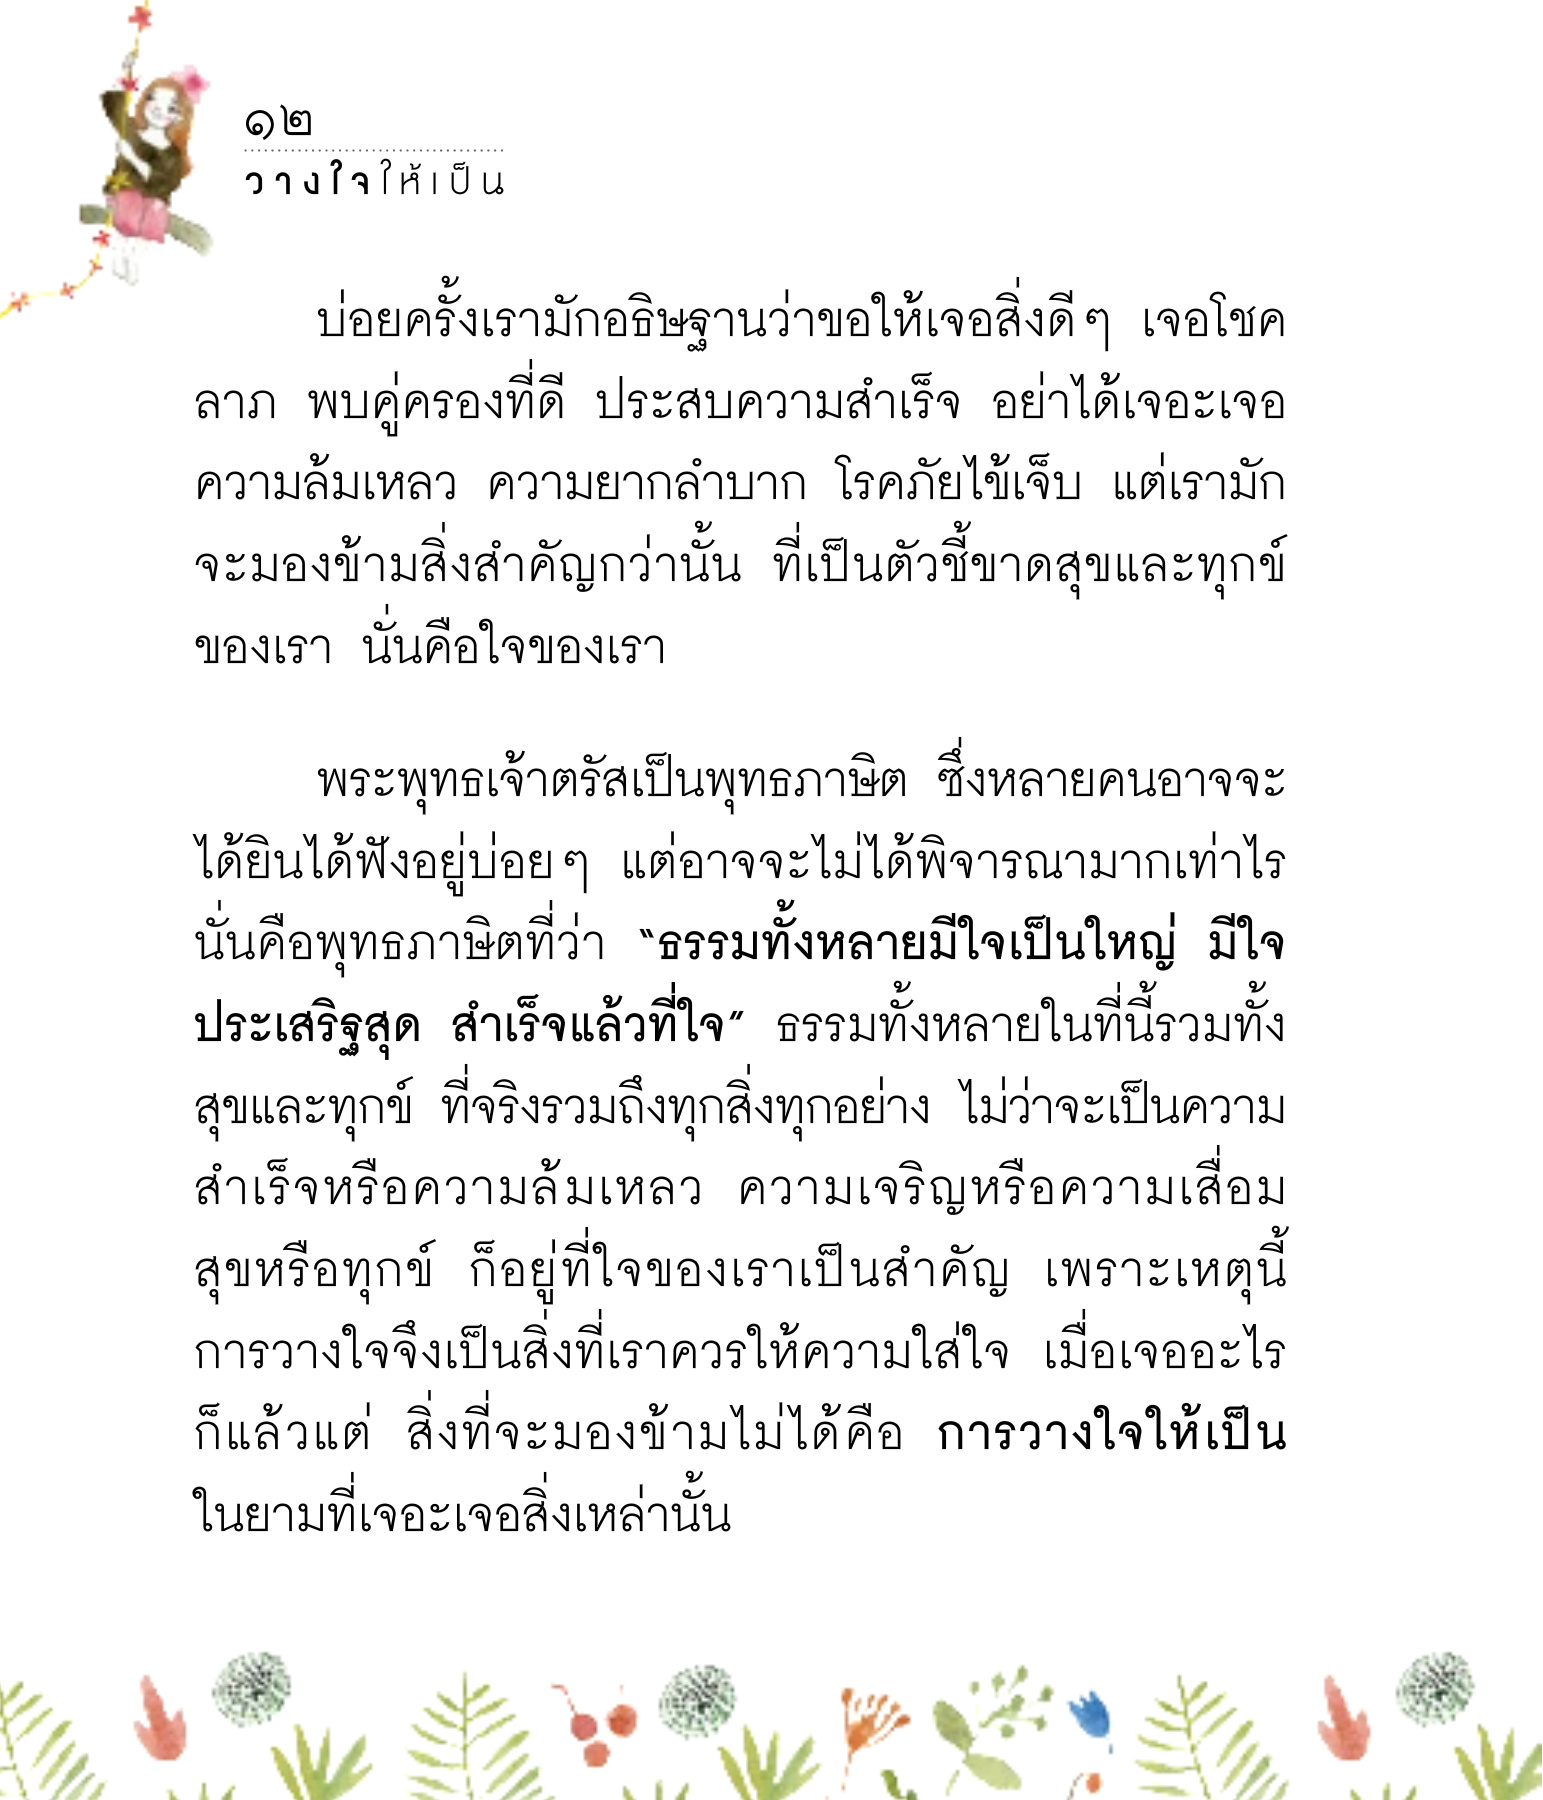 ๑๒
วางใจให้เป็น
บ่อยครั้งเรามักอธิษฐานว่าขอให้เจอสิ่งดีๆ เจอโชค
ลาภ พบคู่ครองที่ดี ประสบความสำเร็จ อย่าได้เจอะเจอ
ความล้มเหลว ความยากลำบาก โรคภัยไข้เจ็บ แต่เรามัก
จะมองข้ามสิ่งสำคัญกว่านั้น ที่เป็นตัวชี้ขาดสุขและทุกข์
ของเรา นั่นคือใจของเรา
พระพุทธเจ้าตรัสเป็นพุทธภาษิต ซึ่งหลายคนอาจจะ
ได้ยินได้ฟังอยู่บ่อยๆ แต่อาจจะไม่ได้พิจารณามากเท่าไร
นั่นคือพุทธภาษิตที่ว่า “ธรรมทั้งหลายมีใจเป็นใหญ่ มีใจ
ประเสริฐสุด สำเร็จแล้วที่ใจ” ธรรมทั้งหลายในที่นี้รวมทั้ง
สุขและทุกข์ ที่จริงรวมถึงทุกสิ่งทุกอย่าง ไม่ว่าจะเป็นความ
สำเร็จหรือความล้มเหลว ความเจริญหรือความเสื่อม
สุขหรือทุกข์ ก็อยู่ที่ใจของเราเป็นสำคัญ เพราะเหตุนี้
การวางใจจึงเป็นสิ่งที่เราควรให้ความใส่ใจ เมื่อเจออะไร
ก็แล้วแต่ สิ่งที่จะมองข้ามไม่ได้คือ การวางใจให้เป็น
ในยามที่เจอะเจอสิ่งเหล่านั้น